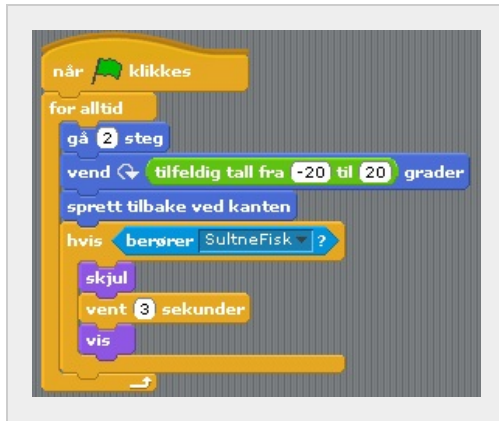 når klikkes
for alltid
gå 2 steg
vend tilfeldig tall fra -20 til 20 grader
sprett tilbake ved kanten
hvis berører SultneFisk ?
skjul
vent 3 sekunder
vis